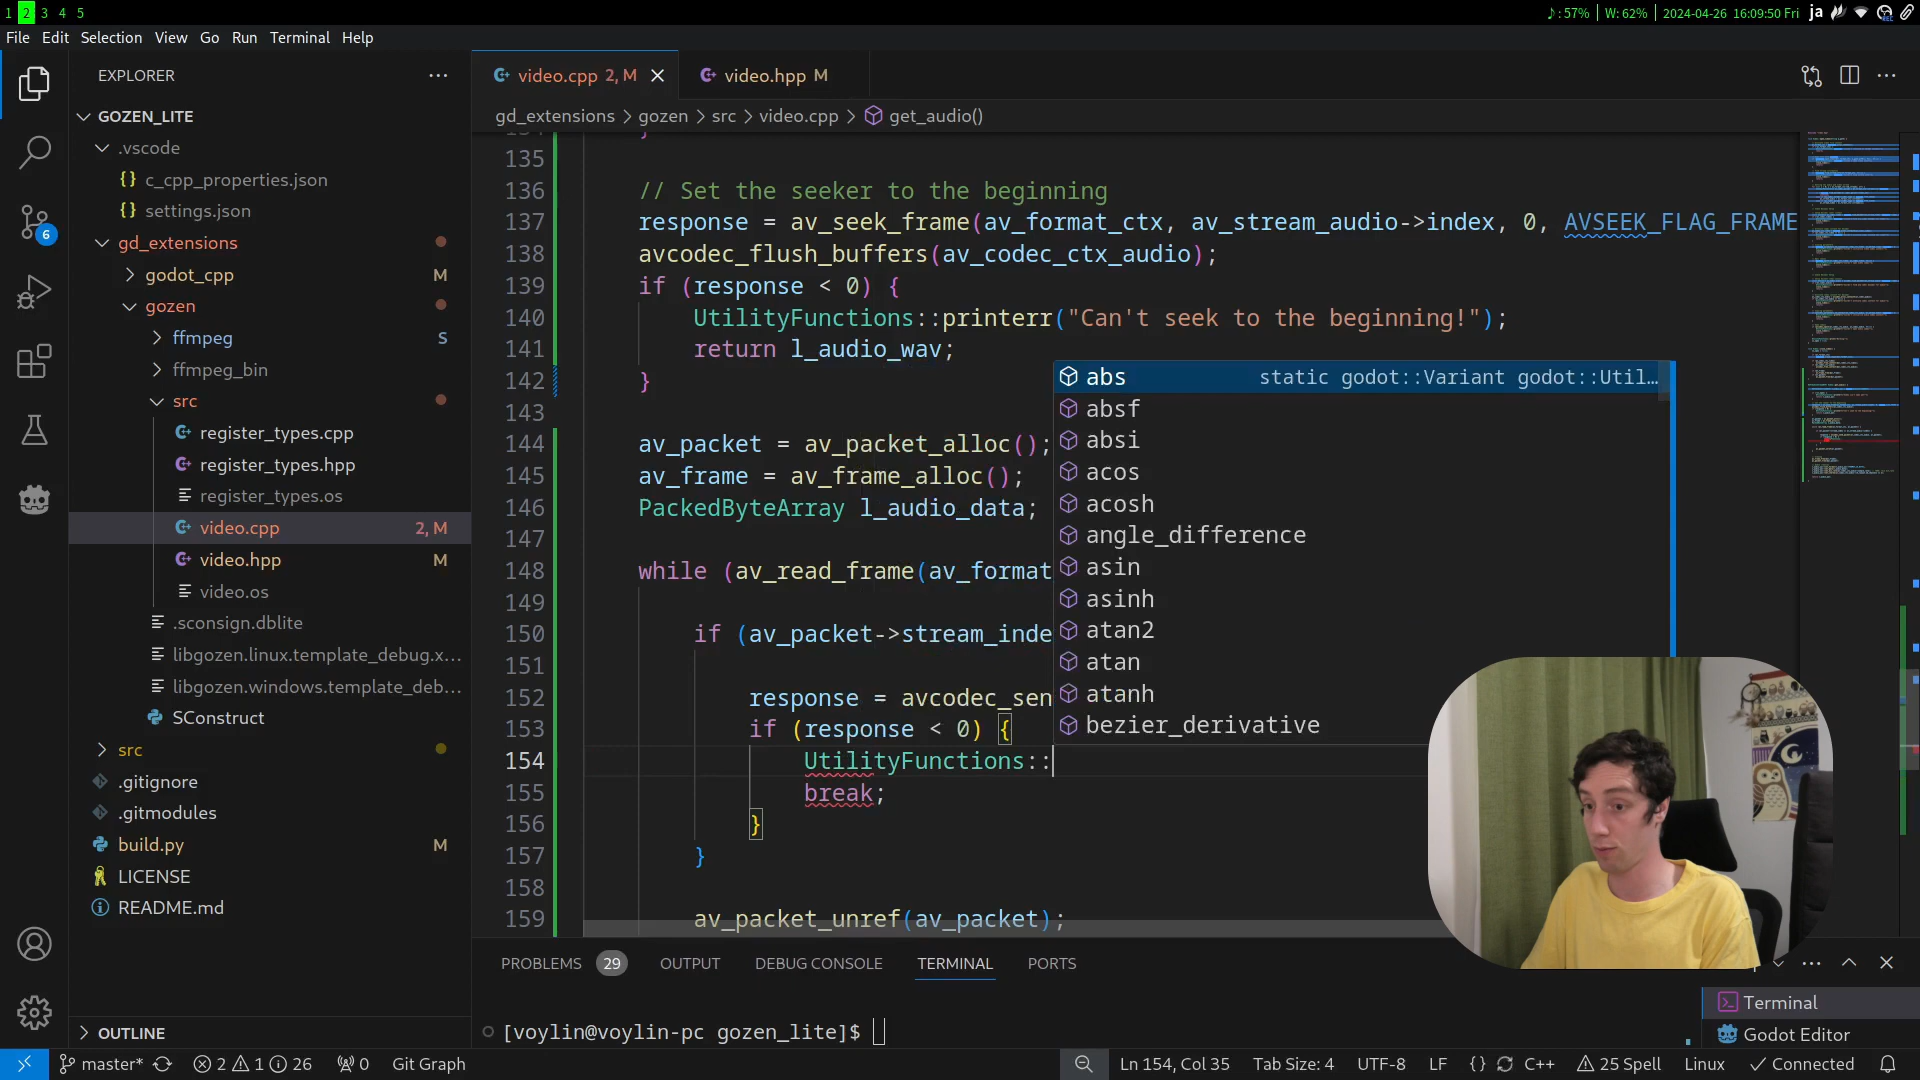 1 2 3 4 5
♪: 57% | W: 62% | 2024-04-26 16:09:50 Fri ja
File Edit Selection View Go Run Terminal Help
EXPLORER
GOZEN_LITE
.vscode
c_cpp_properties.json
settings.json
gd_extensions
godot_cpp M
gozen
ffmpeg S
ffmpeg_bin
src
register_types.cpp
register_types.hpp
register_types.os
video.cpp 2, M
video.hpp M
video.os
.sconsign.dblite
libgozen.linux.template_debug.x...
libgozen.windows.template_deb...
SConstruct
src
.gitignore
.gitmodules
build.py M
LICENSE
README.md
OUTLINE
6
video.cpp 2, M
video.hpp M
gd_extensions > gozen > src > video.cpp > get_audio()
135
136 // Set the seeker to the beginning
137 response = av_seek_frame(av_format_ctx, av_stream_audio->index, 0, AVSEEK_FLAG_FRAME
138 avcodec_flush_buffers(av_codec_ctx_audio);
139 if (response < 0) {
140 UtilityFunctions::printerr("Can't seek to the beginning!");
141 return l_audio_wav;
142 }
143
144 av_packet = av_packet_alloc();
145 av_frame = av_frame_alloc();
146 PackedByteArray l_audio_data;
147
148 while (av_read_frame(av_format
149
150 if (av_packet->stream_inde
151
152 response = avcodec_sen
153 if (response < 0) {
154 UtilityFunctions::
155 break;
156 }
157 }
158
159 av_packet_unref(av_packet);
abs static godot::Variant godot::Util...
absf
absi
acos
acosh
angle_difference
asin
asinh
atan2
atan
atanh
bezier_derivative
PROBLEMS 29 OUTPUT DEBUG CONSOLE TERMINAL PORTS
[voylin@voylin-pc gozen_lite]$
Terminal
Godot Editor
master* 2 1 26 0 Git Graph
Ln 154, Col 35 Tab Size: 4 UTF-8 LF {} C++ 25 Spell Linux Connected